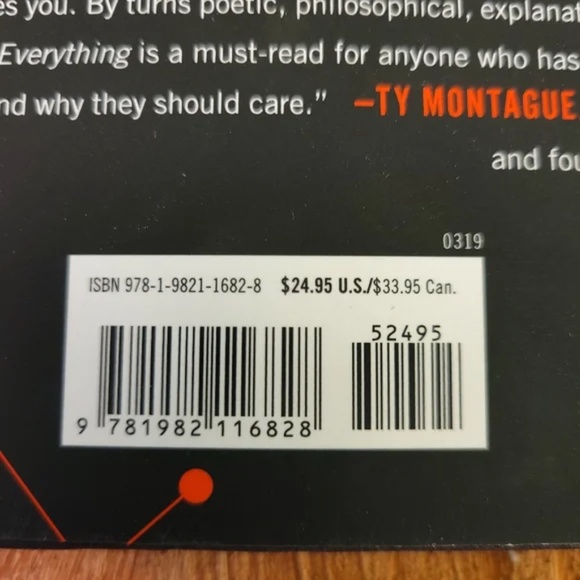 es you. By turns poetic, philosophical, explanat
Everything is a must-read for anyone who has
nd why they should care." –TY MONTAGUE
and fou
0319
ISBN 978-1-9821-1682-8 $24.95 U.S./$33.95 Can.
52495
9 781982 116828